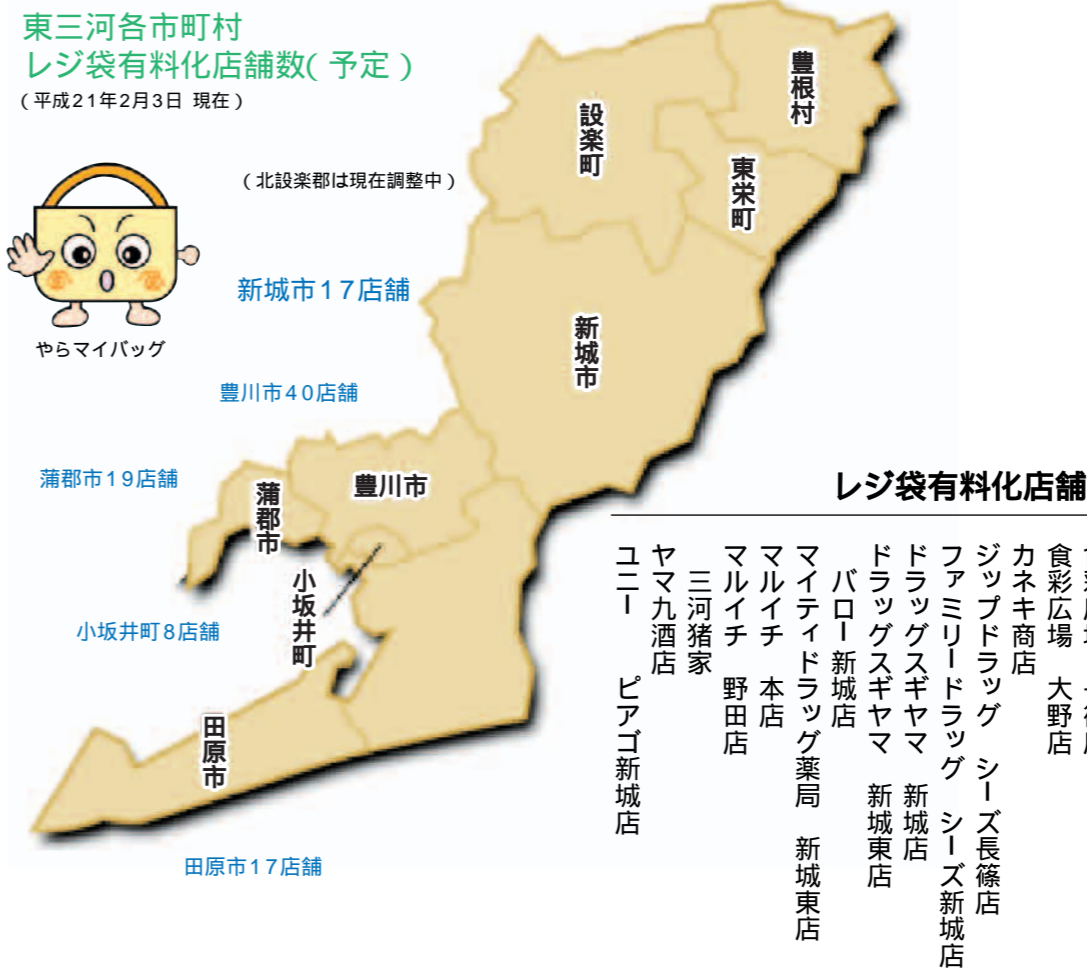 東三河各市町村
レジ袋有料化店舗数(予定)
(平成21年2月3日 現在)
(北設楽郡は現在調整中)
やらマイバッグ
豊根村
設楽町
東栄町
新城市17店舗
新城市
豊川市40店舗
蒲郡市19店舗
豊川市
蒲郡市
小坂井町
小坂井町8店舗
田原市
田原市17店舗
レジ袋有料化店舗
食彩広場 大野店
カネキ商店
ジップドラッグ シーズ長篠店
ファミリードラッグ シーズ新城店
ドラッグスギヤマ 新城店
ドラッグスギヤマ 新城東店
バロー新城店
マイティドラッグ薬局 新城東店
マルイチ 本店
マルイチ 野田店
三河猪家
ヤマ九酒店
ユニー ピアゴ新城店